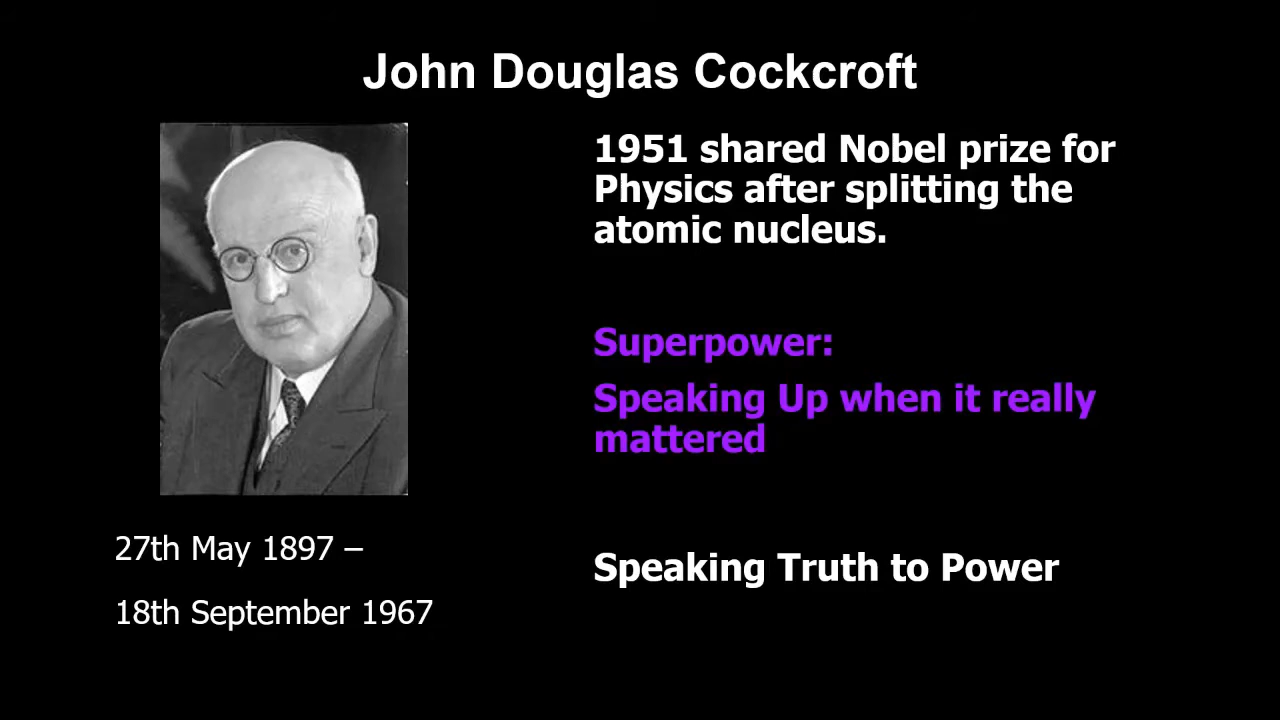 John Douglas Cockcroft
1951 shared Nobel prize for
Physics after splitting the
atomic nucleus.
Superpower:
Speaking Up when it really
mattered
Speaking Truth to Power
27th May 1897 –
18th September 1967